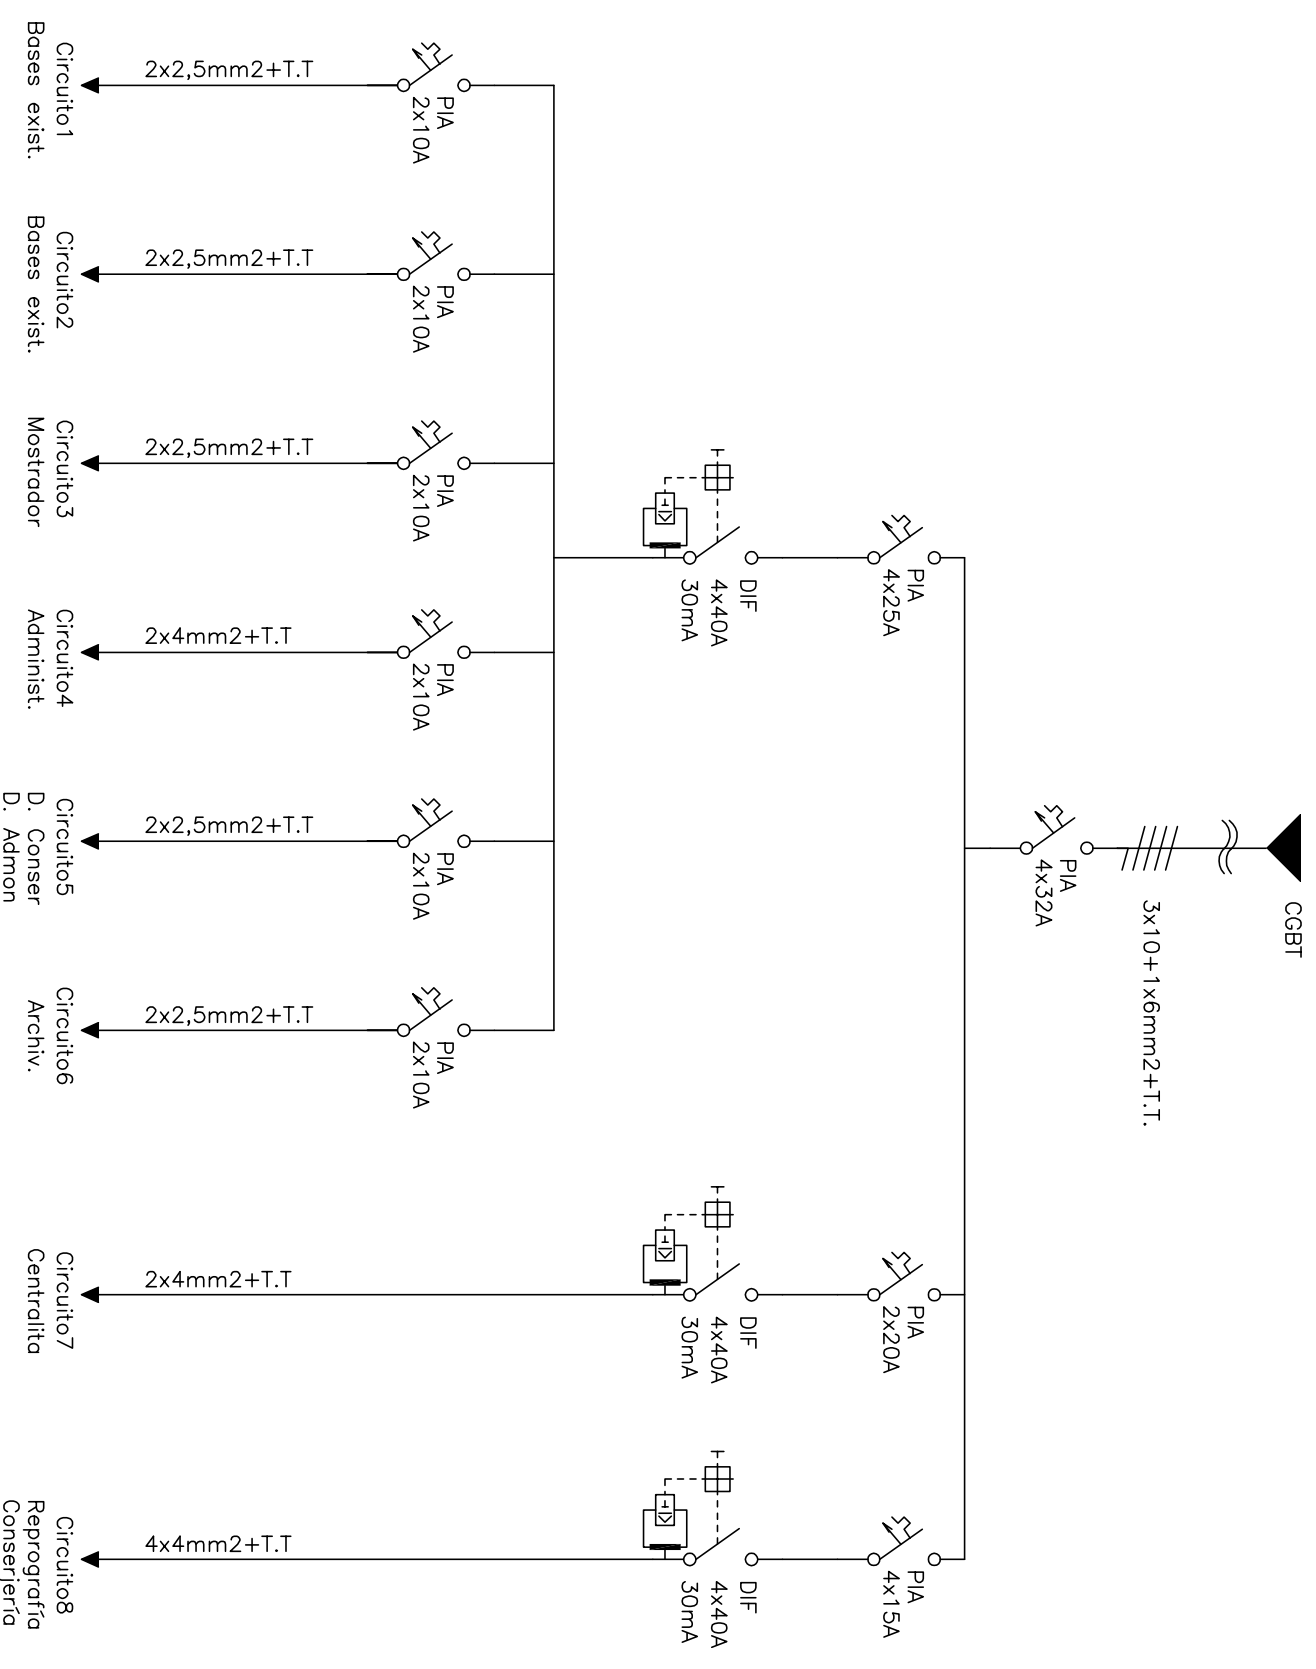 CGBT
3x10+1x6mm2+T.T.
PIA
4x32A
PIA
4x25A
DIF
4x40A
30mA
PIA
2x20A
DIF
4x40A
30mA
PIA
4x15A
DIF
4x40A
30mA
PIA
2x10A
PIA
2x10A
PIA
2x10A
PIA
2x10A
PIA
2x10A
PIA
2x10A
2x2,5mm2+T.T
2x2,5mm2+T.T
2x2,5mm2+T.T
2x4mm2+T.T
2x2,5mm2+T.T
2x2,5mm2+T.T
2x4mm2+T.T
4x4mm2+T.T
Circuito1
Bases exist.
Circuito2
Bases exist.
Circuito3
Mostrador
Circuito4
Administ.
Circuito5
D. Conser
D. Admon
Circuito6
Archiv.
Circuito7
Centralita
Circuito8
Reprografía
Conserjería